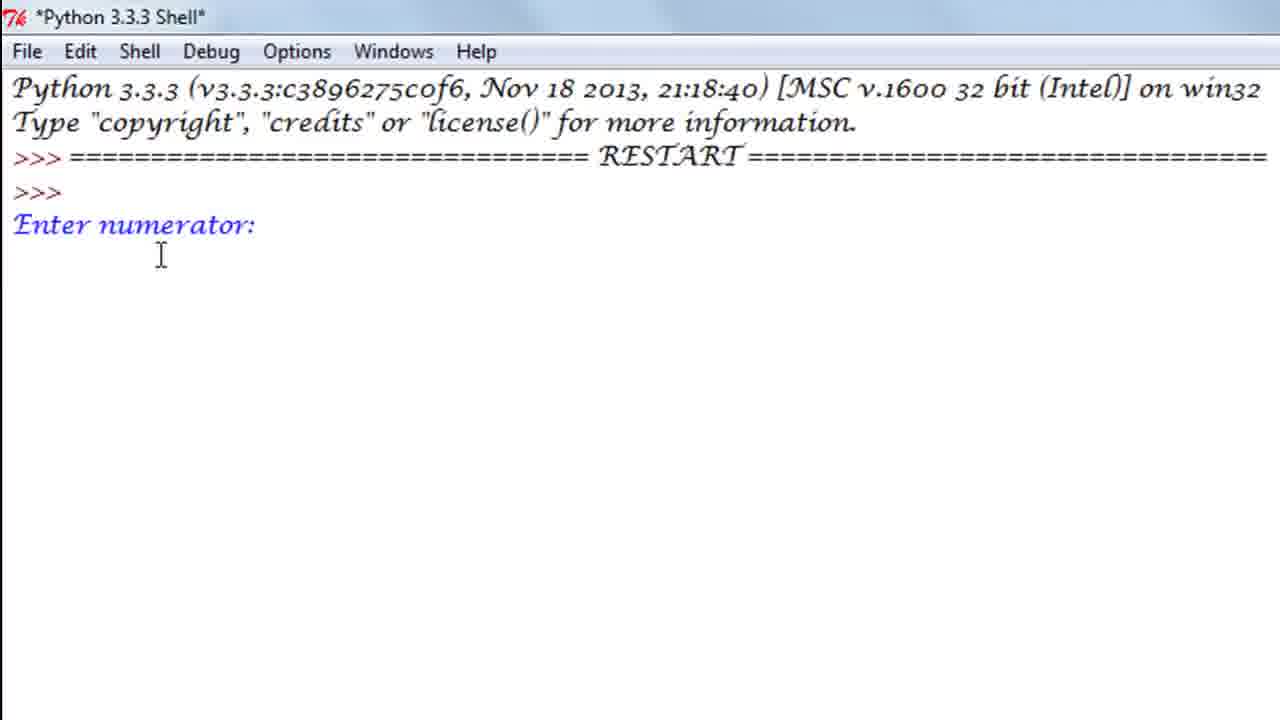 *Python 3.3.3 Shell*
File Edit Shell Debug Options Windows Help
Python 3.3.3 (v3.3.3:c3896275c0f6, Nov 18 2013, 21:18:40) [MSC v.1600 32 bit (Intel)] on win32
Type "copyright", "credits" or "license()" for more information.
>>> ================================ RESTART ================================
>>>
Enter numerator: